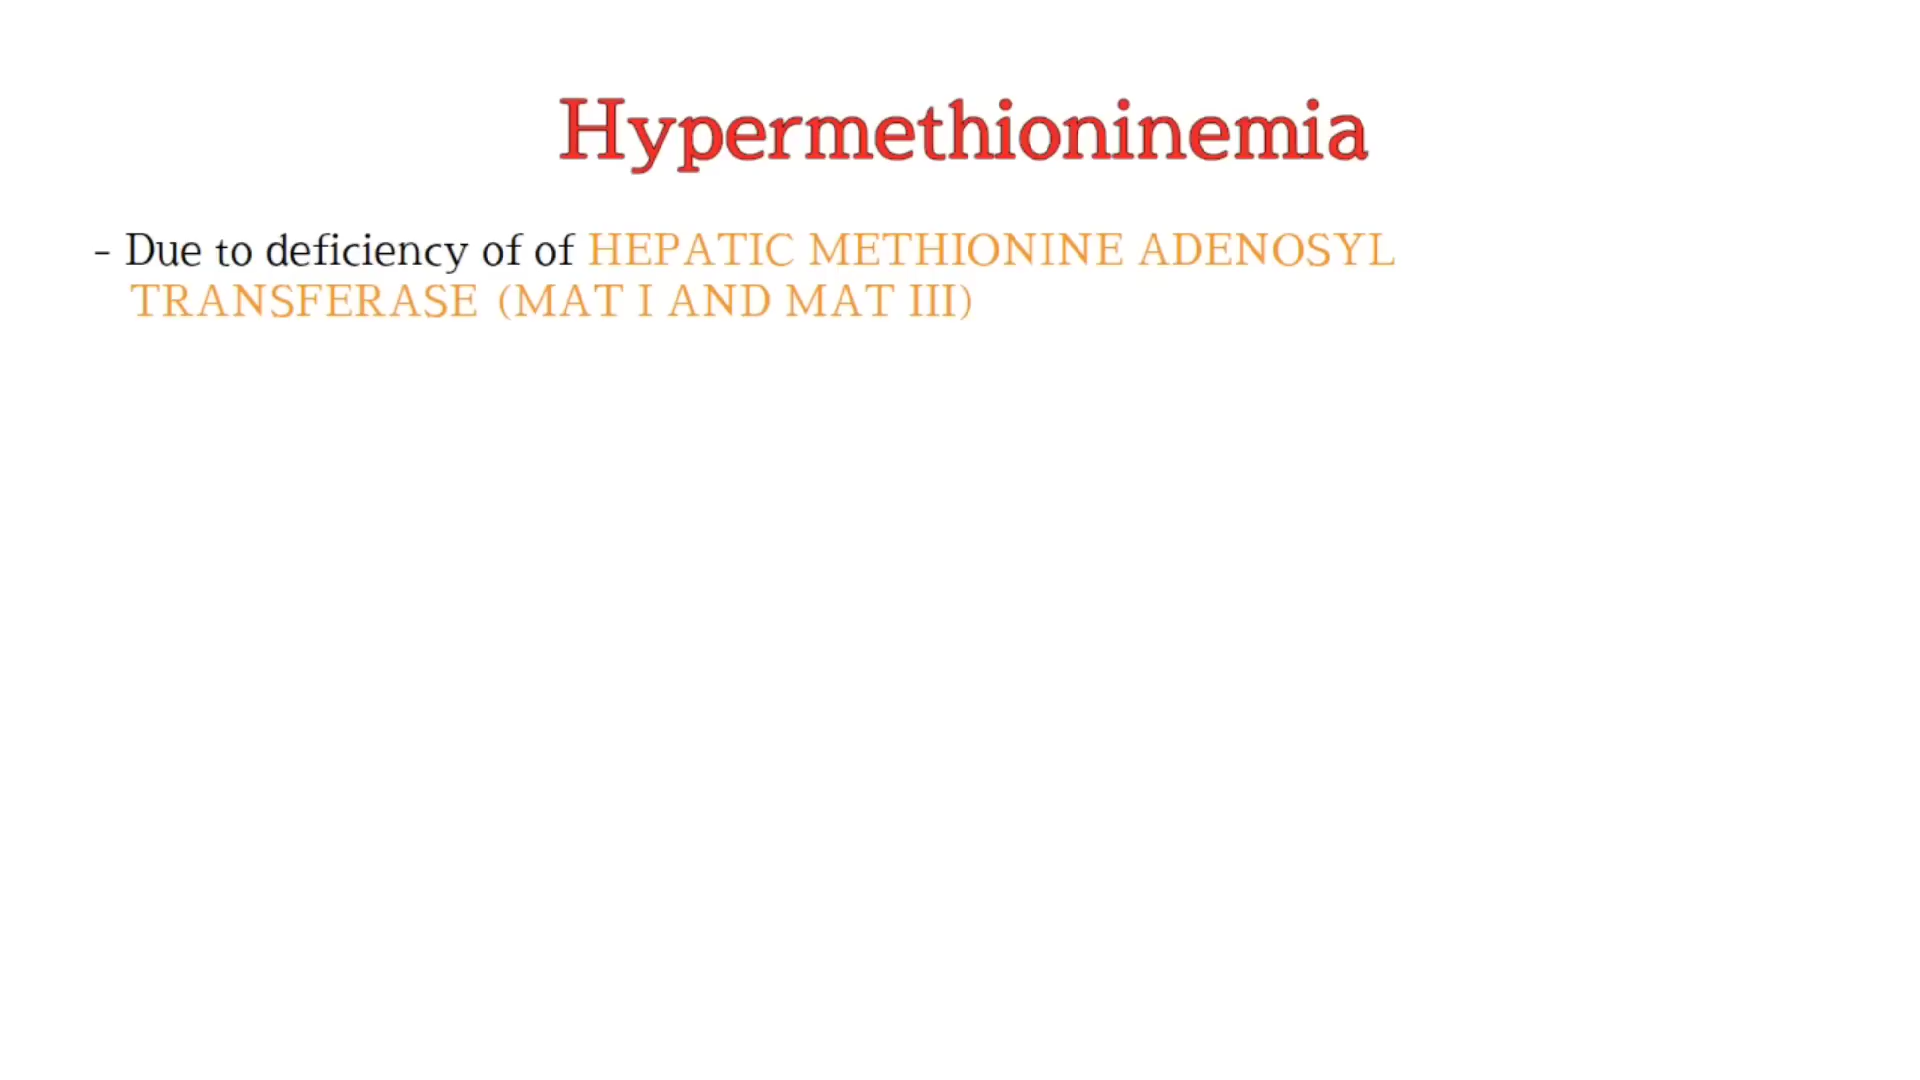 Hypermethioninemia
- Due to deficiency of of HEPATIC METHIONINE ADENOSYL
TRANSFERASE (MAT I AND MAT III)